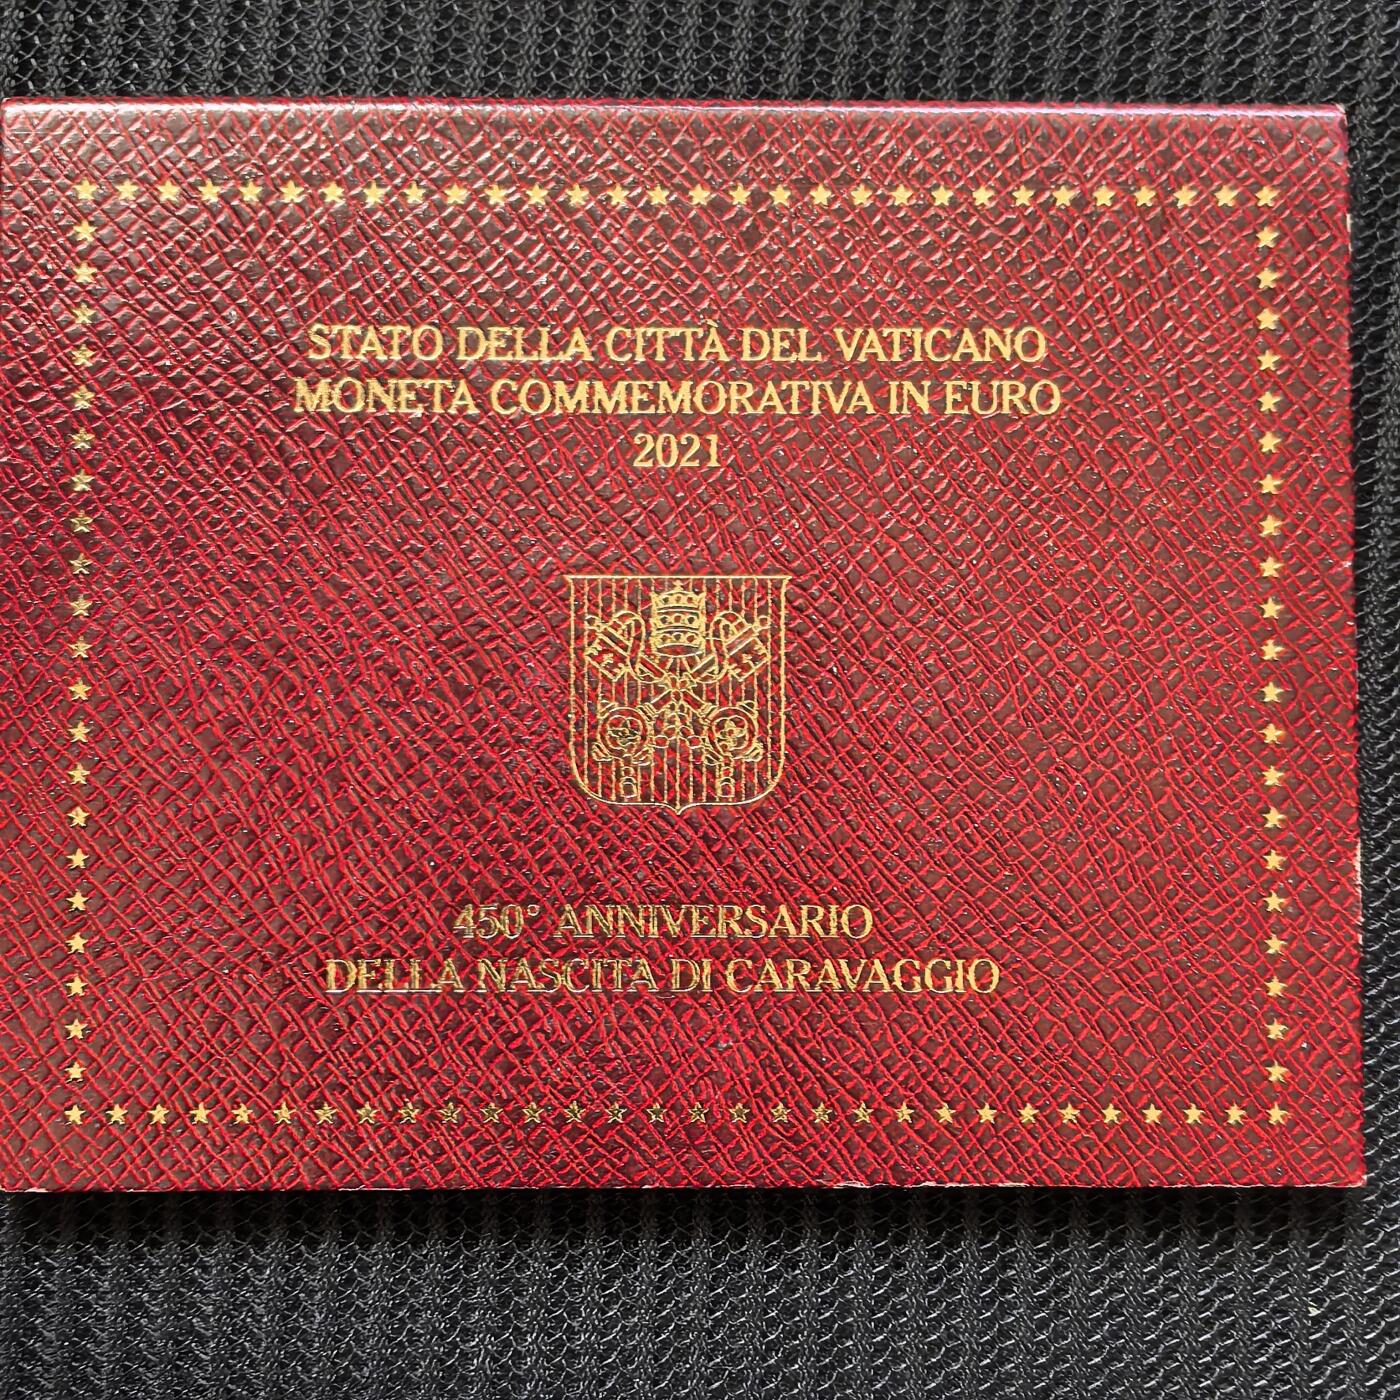 STATO DELLA CITTÀ DEL VATICANO
MONETA COMMEMORATIVA IN EURO
2021
450° ANNIVERSARIO
DELLA NASCITA DI CARAVAGGIO